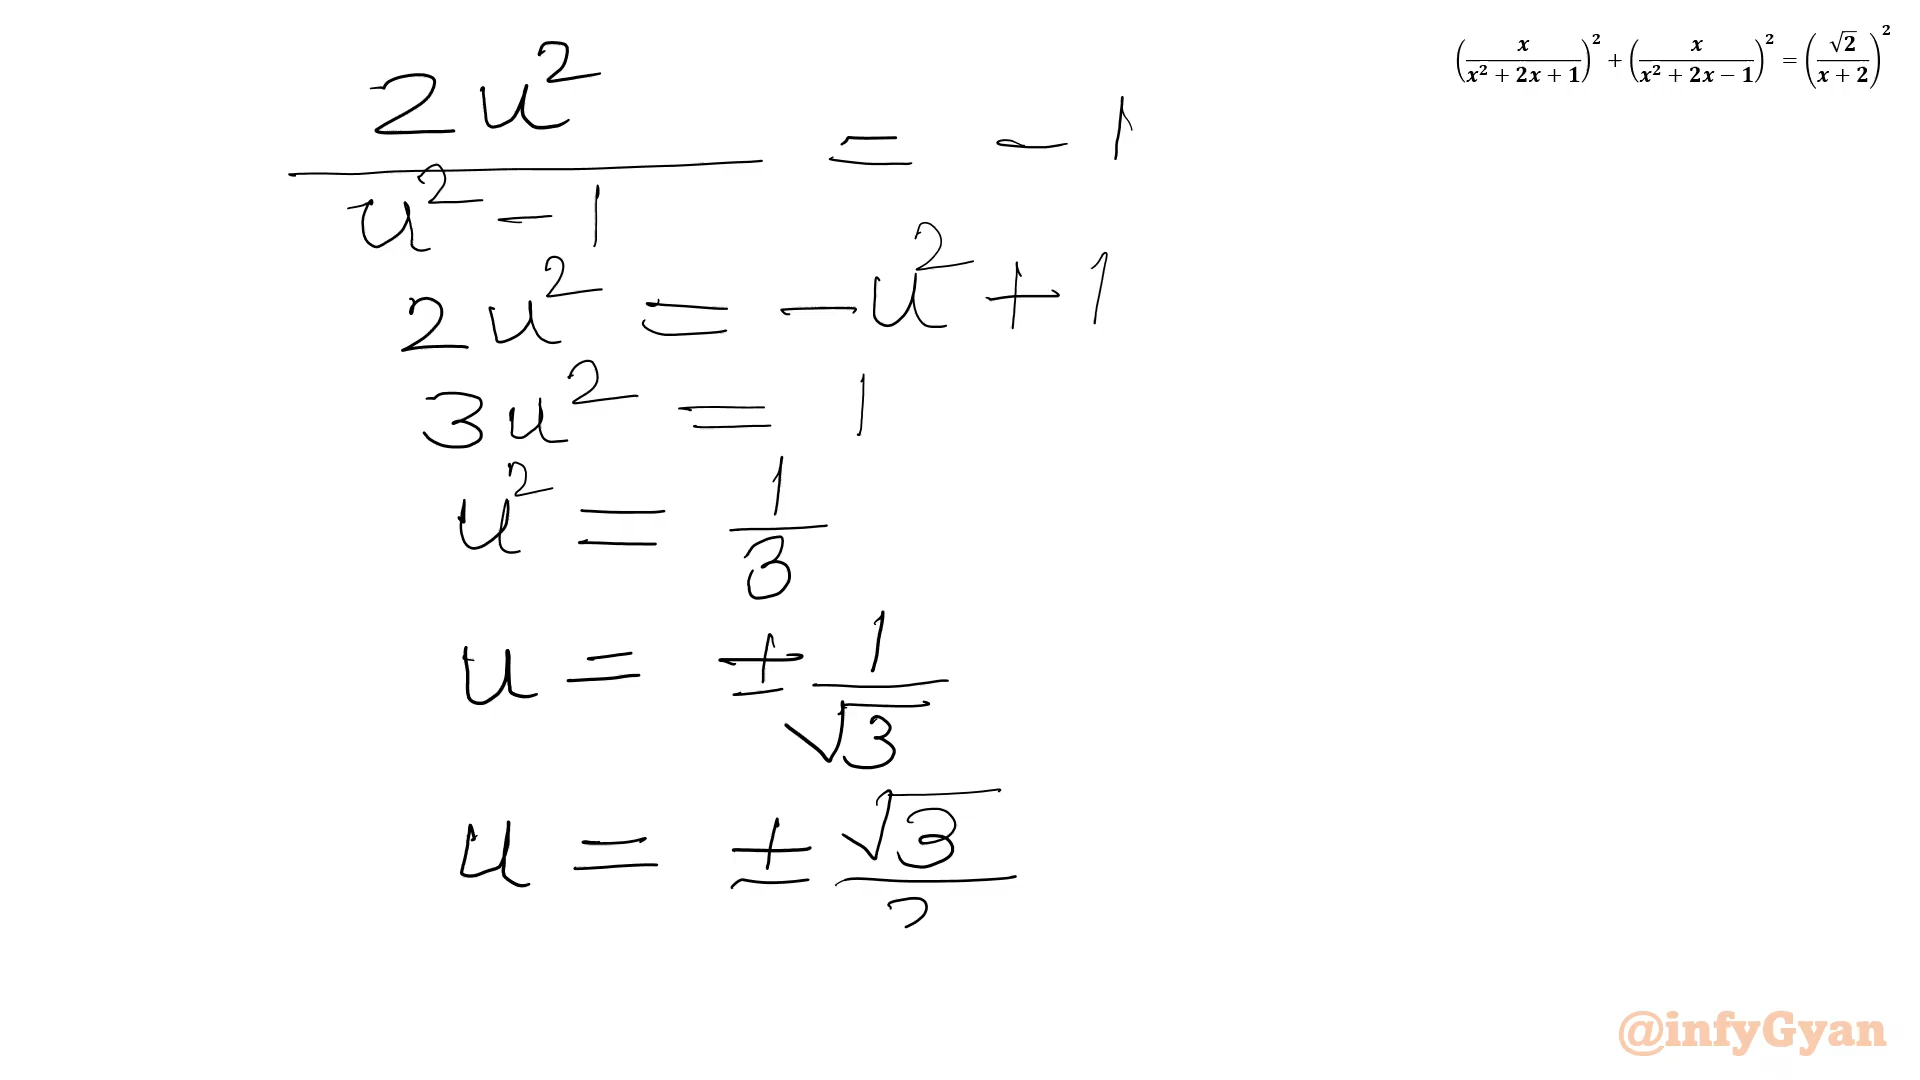 (x/(x² + 2x + 1))² + (x/(x² + 2x − 1))² = (√2/(x + 2))²
2u²/(u² − 1) = −1
2u² = −u² + 1
3u² = 1
u² = 1/3
u = ± 1/√3
u = ± √3/
@infyGyan